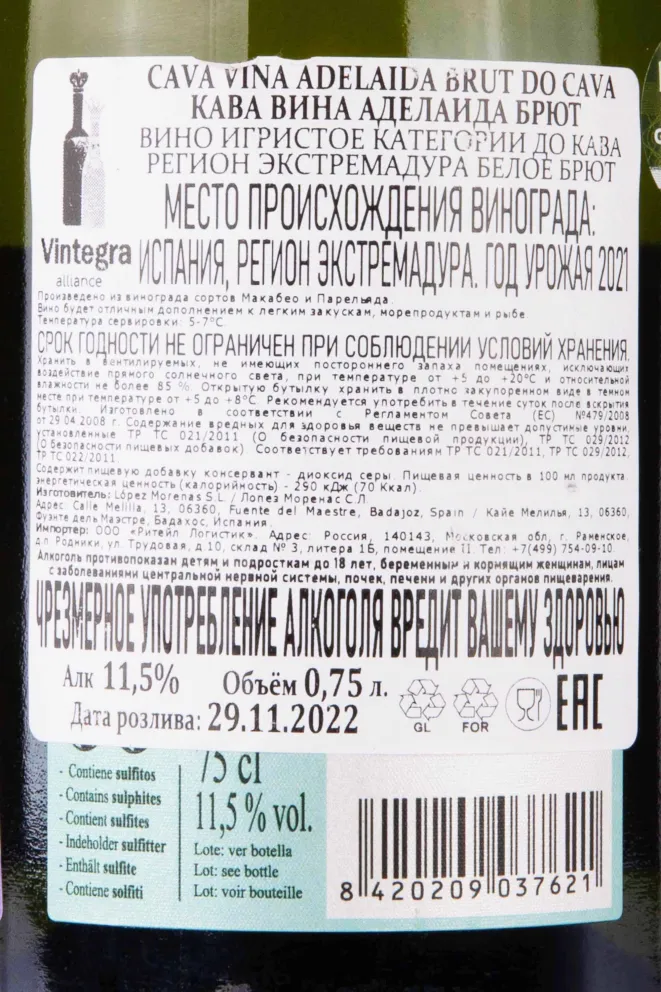 CAVA VINA ADELAIDA BRUT DO CAVA
КАВА ВИНА АДЕЛАИДА БРЮТ
ВИНО ИГРИСТОЕ КАТЕГОРИИ ДО КАВА
РЕГИОН ЭКСТРЕМАДУРА БЕЛОЕ БРЮТ
МЕСТО ПРОИСХОЖДЕНИЯ ВИНОГРАДА:
Vintegra
alliance
ИСПАНИЯ, РЕГИОН ЭКСТРЕМАДУРА. ГОД УРОЖАЯ 2021
Произведено из винограда сортов Макабео и Парельяда.
Вино будет отличным дополнением к легким закускам, морепродуктам и рыбе.
Температура сервировки: 5-7°C.
СРОК ГОДНОСТИ НЕ ОГРАНИЧЕН ПРИ СОБЛЮДЕНИИ УСЛОВИЙ ХРАНЕНИЯ.
Хранить в вентилируемых, не имеющих постороннего запаха помещениях, исключающих
воздействие прямого солнечного света, при температуре от +5 до +20°C и относительной
влажности не более 85 %. Открытую бутылку хранить в плотно закупоренном виде в темном
месте при температуре от +5 до +8°C. Рекомендуется употребить в течение суток после вскрытия
бутылки. Изготовлено в соответствии с Регламентом Совета (ЕС) №479/2008
от 29.04.2008 г. Содержание вредных для здоровья веществ не превышает допустимые уровни,
установленные ТР ТС 021/2011 (О безопасности пищевой продукции), ТР ТС 029/2012
(О безопасности пищевых добавок). Соответствует требованиям ТР ТС 021/2011, ТР ТС 029/2012,
ТР ТС 022/2011.
Содержит пищевую добавку консервант - диоксид серы. Пищевая ценность в 100 мл продукта:
энергетическая ценность (калорийность) - 290 кДж (70 Ккал).
Изготовитель: López Morenas S.L. / Лопез Моренас С.Л.
Адрес: Calle Melilla, 13, 06360, Fuente del Maestre, Badajoz, Spain / Кайе Мелилья, 13, 06360,
Фуэнте дель Маэстре, Бадахос, Испания.
Импортер: ООО «Ритейл Логистик». Адрес: Россия, 140143, Московская обл, г. Раменское,
д.п. Родники, ул. Трудовая, д.10, склад № 3, литера 1Б, помещение II. Тел.: +7(499) 754-09-10.
Алкоголь противопоказан детям и подросткам до 18 лет, беременным и кормящим женщинам, лицам
с заболеваниями центральной нервной системы, почек, печени и других органов пищеварения.
ЧРЕЗМЕРНОЕ УПОТРЕБЛЕНИЕ АЛКОГОЛЯ ВРЕДИТ ВАШЕМУ ЗДОРОВЬЮ
Алк 11,5% Объём 0,75 л.
Дата розлива: 29.11.2022
GL FOR EAC
75 cl
11,5 % vol.
- Contiene sulfitos
- Contains sulphites
- Contient sulfites
- Indeholder sulfitter
- Enthält sulfite
- Contiene solfiti
Lote: ver botella
Lot: see bottle
Lot: voir bouteille
8 420209 037621